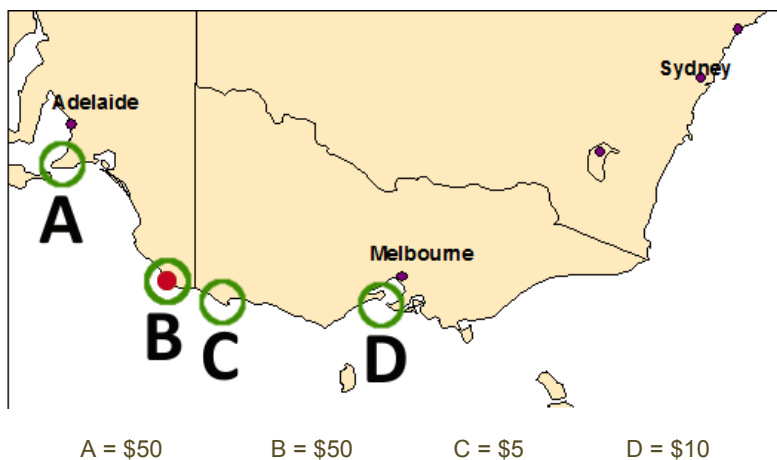 Sydney
Adelaide
A
Melbourne
B
C
D
A = $50 B = $50 C = $5 D = $10